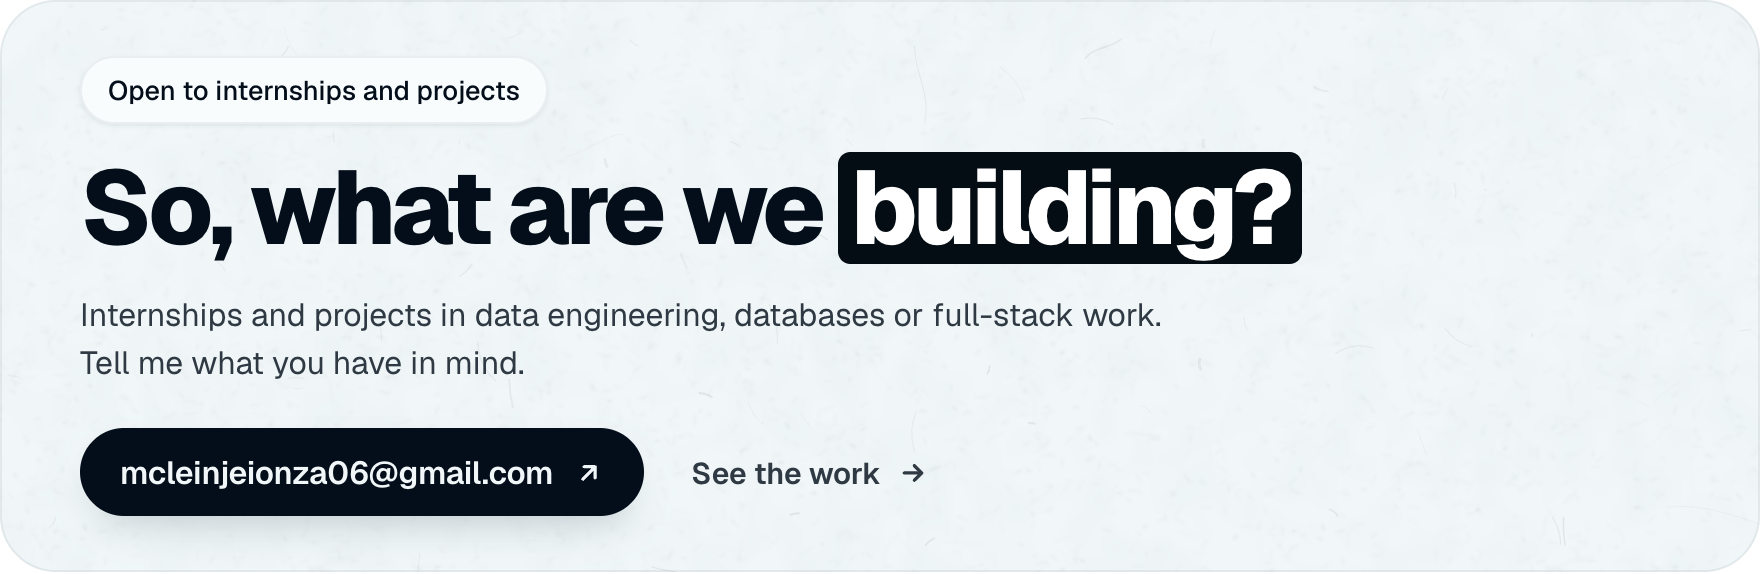 Open to internships and projects
So, what are we building?
Internships and projects in data engineering, databases or full-stack work.
Tell me what you have in mind.
mcleinjeionza06@gmail.com ↗ See the work →